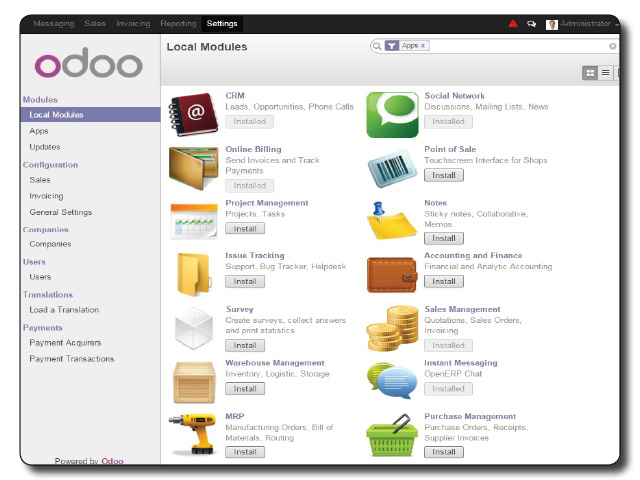 Messaging Sales Invoicing Reporting Settings Administrator
odoo
Local Modules
Apps x
Modules
Local Modules
Apps
Updates
Configuration
Sales
Invoicing
General Settings
Companies
Companies
Users
Users
Translations
Load a Translation
Payments
Payment Acquirers
Payment Transactions
Powered by Odoo
CRM
Leads, Opportunities, Phone Calls
Installed
Social Network
Discussions, Mailing Lists, News
Installed
Online Billing
Send Invoices and Track
Payments
Installed
Point of Sale
Touchscreen Interface for Shops
Install
Project Management
Projects, Tasks
Install
Notes
Sticky notes, Collaborative,
Memos
Install
Issue Tracking
Support, Bug Tracker, Helpdesk
Install
Accounting and Finance
Financial and Analytic Accounting
Install
Survey
Create surveys, collect answers
and print statistics
Install
Sales Management
Quotations, Sales Orders,
Invoicing
Installed
Warehouse Management
Inventory, Logistic, Storage
Install
Instant Messaging
OpenERP Chat
Installed
MRP
Manufacturing Orders, Bill of
Materials, Routing
Install
Purchase Management
Purchase Orders, Receipts,
Supplier Invoices
Install